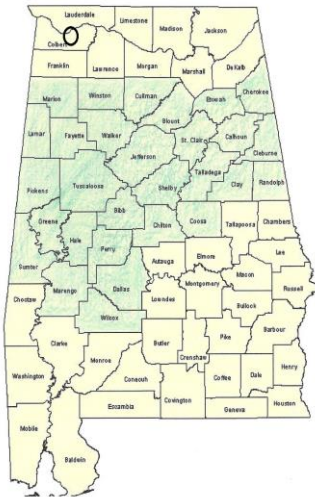 Lauderdale
Limestone
Madison
Jackson
Colbert
Franklin
Lawrence
Morgan
Marshall
DeKalb
Marion
Winston
Cullman
Etowah
Cherokee
Blount
Lamar
Fayette
Walker
St. Clair
Calhoun
Cleburne
Jefferson
Talladega
Pickens
Tuscaloosa
Shelby
Clay
Randolph
Bibb
Greene
Hale
Chilton
Coosa
Tallapoosa
Chambers
Perry
Sumter
Autauga
Elmore
Lee
Macon
Marengo
Dallas
Montgomery
Russell
Choctaw
Lowndes
Bullock
Wilcox
Clarke
Butler
Pike
Barbour
Monroe
Crenshaw
Washington
Conecuh
Coffee
Dale
Henry
Covington
Escambia
Geneva
Houston
Mobile
Baldwin